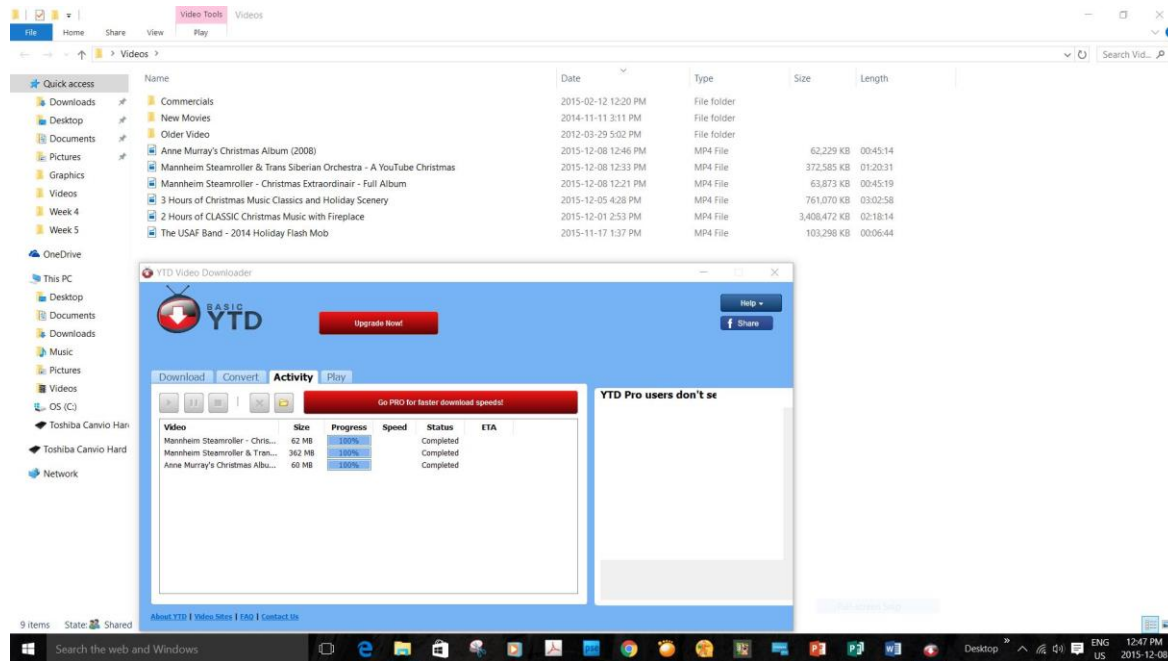 Video Tools Videos
File Home Share View Play
Videos Search Vid...
Name Date Type Size Length
Quick access
Downloads
Desktop
Documents
Pictures
Graphics
Videos
Week 4
Week 5
OneDrive
This PC
Desktop
Documents
Downloads
Music
Pictures
Videos
OS (C:)
Toshiba Canvio Har
Toshiba Canvio Hard
Network
Commercials 2015-02-12 12:20 PM File folder
New Movies 2014-11-11 3:11 PM File folder
Older Video 2012-03-29 5:02 PM File folder
Anne Murray's Christmas Album (2008) 2015-12-08 12:46 PM MP4 File 62,229 KB 00:45:14
Mannheim Steamroller & Trans Siberian Orchestra - A YouTube Christmas 2015-12-08 12:33 PM MP4 File 372,585 KB 01:20:31
Mannheim Steamroller - Christmas Extraordinair - Full Album 2015-12-08 12:21 PM MP4 File 63,873 KB 00:45:19
3 Hours of Christmas Music Classics and Holiday Scenery 2015-12-05 4:28 PM MP4 File 761,070 KB 03:02:58
2 Hours of CLASSIC Christmas Music with Fireplace 2015-12-01 2:53 PM MP4 File 3,408,472 KB 02:18:14
The USAF Band - 2014 Holiday Flash Mob 2015-11-17 1:37 PM MP4 File 103,298 KB 00:06:44
YTD Video Downloader
BASIC
YTD
Upgrade Now!
Help
f Share
Download Convert Activity Play
Go PRO for faster download speeds!
YTD Pro users don't se
Video Size Progress Speed Status ETA
Mannheim Steamroller - Chris... 62 MB 100% Completed
Mannheim Steamroller & Tran... 362 MB 100% Completed
Anne Murray's Christmas Albu... 60 MB 100% Completed
About YTD | Video Sites | FAQ | Contact Us
9 items State: Shared
Search the web and Windows
Desktop
ENG
US
12:47 PM
2015-12-08